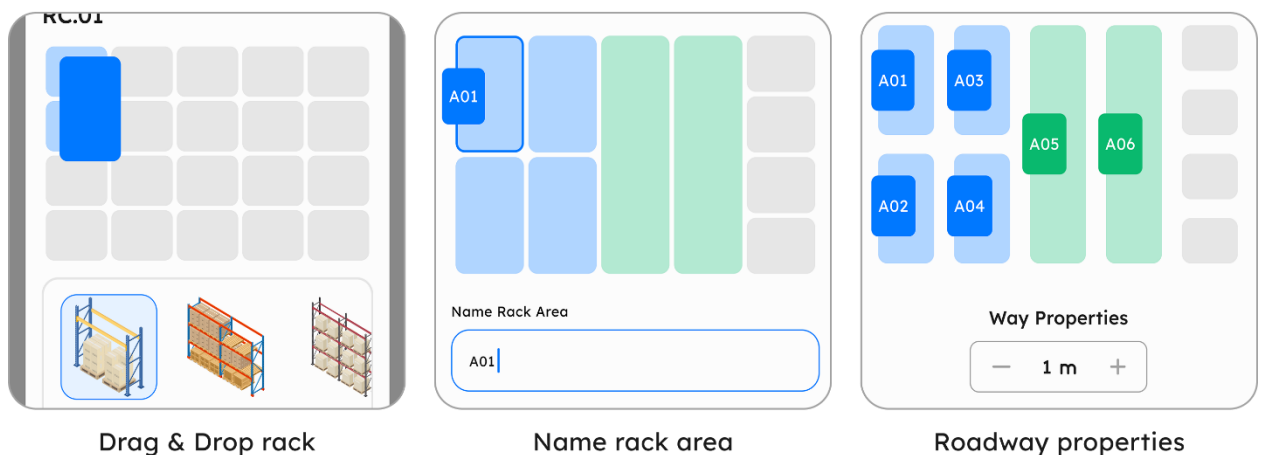 RC.01
Drag & Drop rack
A01
Name Rack Area
A01
Name rack area
A01
A03
A05
A06
A02
A04
Way Properties
− 1 m +
Roadway properties